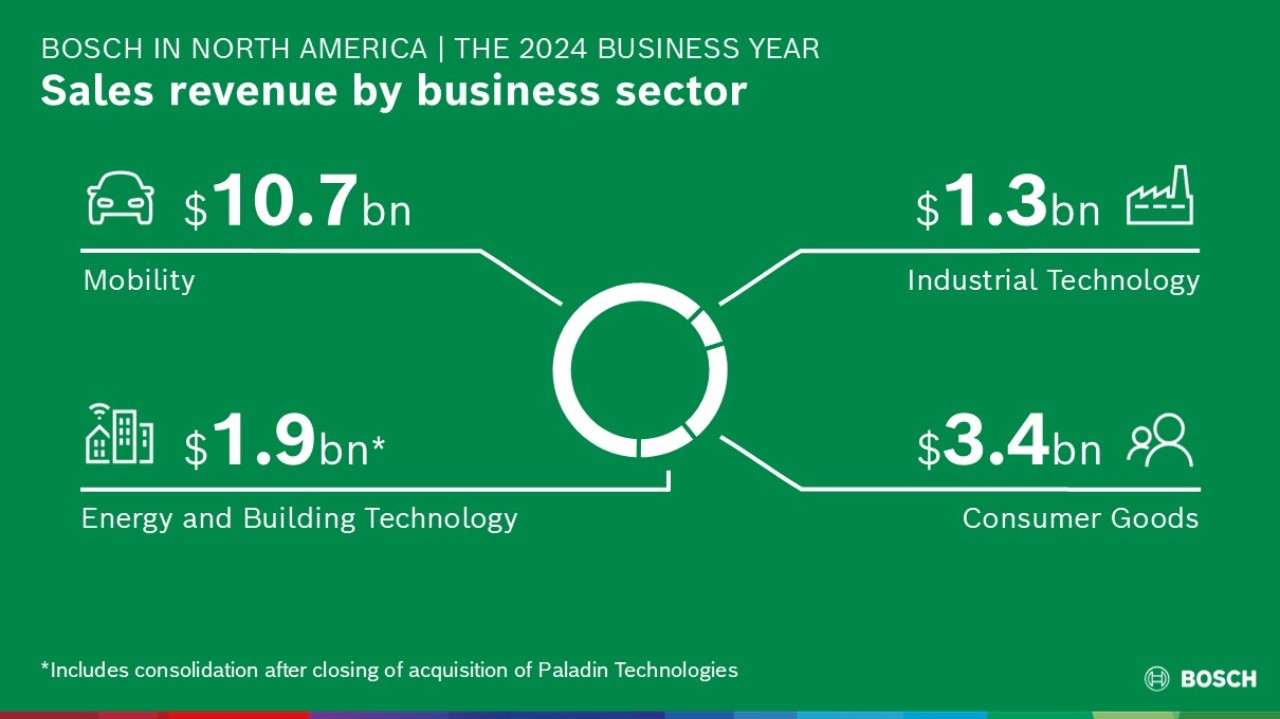 BOSCH IN NORTH AMERICA | THE 2024 BUSINESS YEAR
Sales revenue by business sector
$10.7bn
Mobility
$1.3bn
Industrial Technology
$1.9bn*
Energy and Building Technology
$3.4bn
Consumer Goods
*Includes consolidation after closing of acquisition of Paladin Technologies
BOSCH